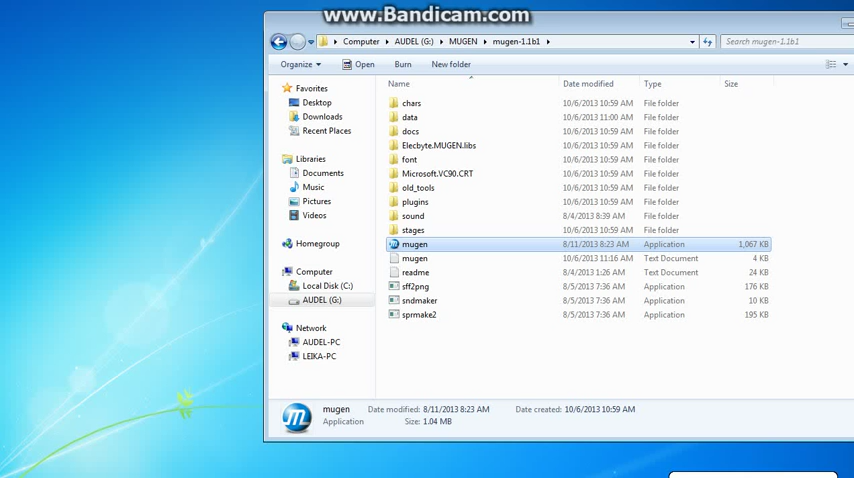 www.Bandicam.com
Computer AUDEL (G:) MUGEN mugen-1.1b1 Search mugen-1.1b1
Organize Open Burn New folder
Name Date modified Type Size
Favorites
Desktop
Downloads
Recent Places
Libraries
Documents
Music
Pictures
Videos
Homegroup
Computer
Local Disk (C:)
AUDEL (G:)
Network
AUDEL-PC
LEIKA-PC
chars 10/6/2013 10:59 AM File folder
data 10/6/2013 11:00 AM File folder
docs 10/6/2013 10:59 AM File folder
Elecbyte.MUGEN.libs 10/6/2013 10:59 AM File folder
font 10/6/2013 10:59 AM File folder
Microsoft.VC90.CRT 10/6/2013 10:59 AM File folder
old_tools 10/6/2013 10:59 AM File folder
plugins 10/6/2013 10:59 AM File folder
sound 8/4/2013 8:39 AM File folder
stages 10/6/2013 10:59 AM File folder
mugen 8/11/2013 8:23 AM Application 1,067 KB
mugen 10/6/2013 11:16 AM Text Document 4 KB
readme 8/4/2013 1:26 AM Text Document 24 KB
sff2png 8/5/2013 7:36 AM Application 176 KB
sndmaker 8/5/2013 7:36 AM Application 10 KB
sprmake2 8/5/2013 7:36 AM Application 195 KB
mugen Date modified: 8/11/2013 8:23 AM Date created: 10/6/2013 10:59 AM
Application Size: 1.04 MB